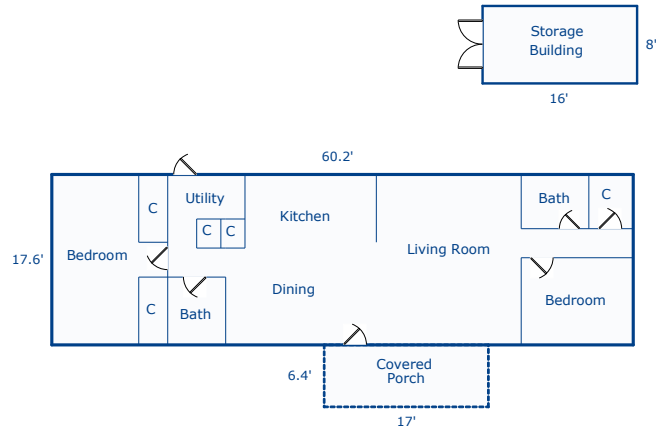 Storage
Building
8'
16'
60.2'
Utility
C
Bath
C
Kitchen
C
C
Living Room
Bedroom
17.6'
Dining
Bedroom
C
Bath
Covered
Porch
6.4'
17'